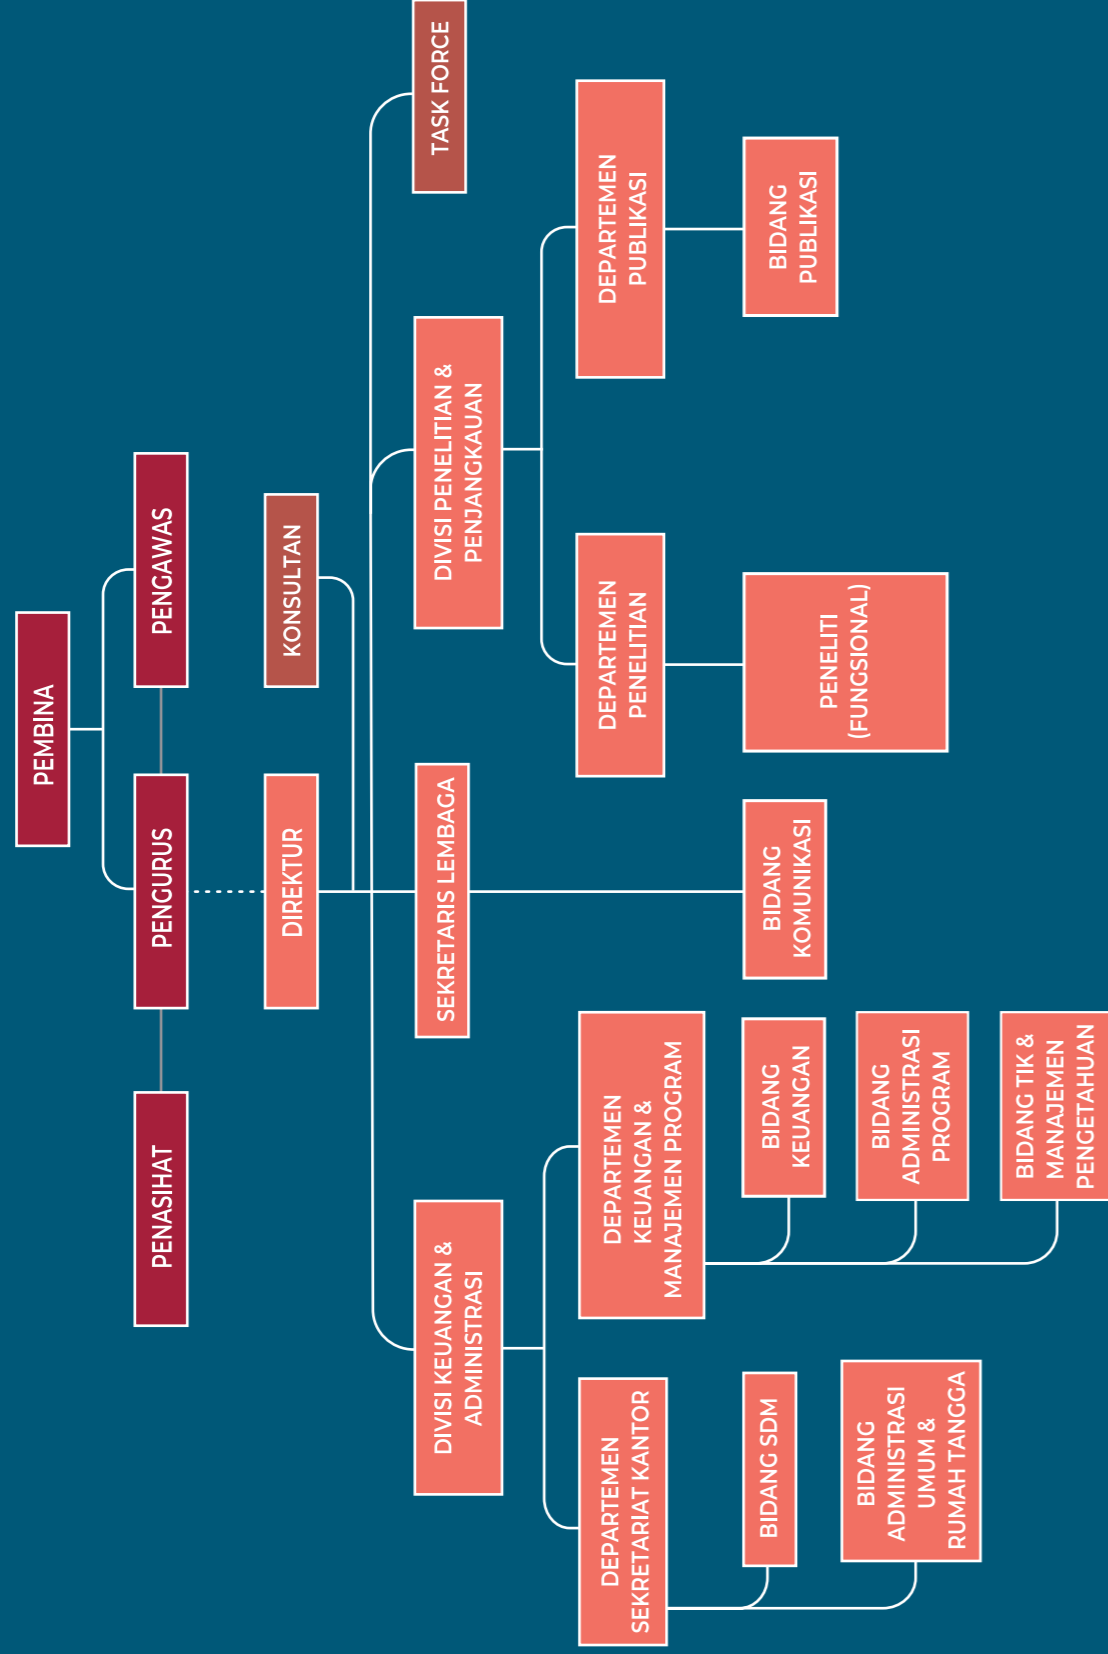 PEMBINA
PENASIHAT
PENGURUS
PENGAWAS
DIREKTUR
KONSULTAN
DIVISI KEUANGAN &
ADMINISTRASI
SEKRETARIS LEMBAGA
DIVISI PENELITIAN &
PENJANGKAUAN
TASK FORCE
DEPARTEMEN
SEKRETARIAT KANTOR
DEPARTEMEN
KEUANGAN &
MANAJEMEN PROGRAM
DEPARTEMEN
PENELITIAN
DEPARTEMEN
PUBLIKASI
BIDANG SDM
BIDANG
ADMINISTRASI
UMUM &
RUMAH TANGGA
BIDANG
KEUANGAN
BIDANG
ADMINISTRASI
PROGRAM
BIDANG TIK &
MANAJEMEN
PENGETAHUAN
BIDANG
KOMUNIKASI
PENELITI
(FUNGSIONAL)
BIDANG
PUBLIKASI